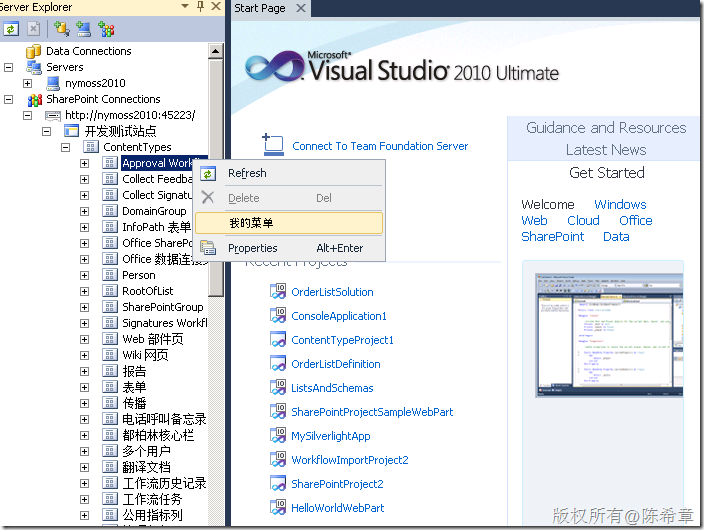 Server Explorer
Data Connections
Servers
nymoss2010
SharePoint Connections
http://nymoss2010:45223/
开发测试站点
ContentTypes
Approval Workfl
Collect Feedba
Collect Signatu
DomainGroup
InfoPath 表单
Office SharePo
Office 数据连接
Person
RootOfList
SharePointGroup
Signatures Workfl
Web 部件页
Wiki 网页
报告
表单
传播
电话呼叫备忘录
都柏林核心栏
多个用户
翻译文档
工作流历史记录
工作流任务
公用指标列
Refresh
Delete Del
我的菜单
Properties Alt+Enter
Start Page
Microsoft®
Visual Studio® 2010 Ultimate
Connect To Team Foundation Server
Recent Projects
OrderListSolution
ConsoleApplication1
ContentTypeProject1
OrderListDefinition
ListsAndSchemas
SharePointProjectSampleWebPart
MySilverlightApp
WorkflowImportProject2
SharePointProject2
HelloWorldWebPart
Guidance and Resources
Latest News
Get Started
Welcome Windows
Web Cloud Office
SharePoint Data
版权所有@陈希章